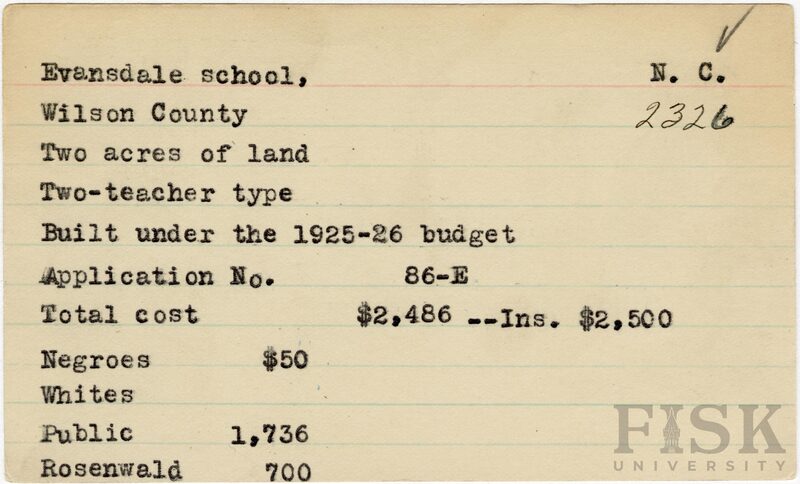 Evansdale school, N. C.
2326
Wilson County
Two acres of land
Two-teacher type
Built under the 1925-26 budget
Application No. 86-E
Total cost $2,486 --Ins. $2,500
Negroes $50
Whites
Public 1,736
Rosenwald 700
FISK
UNIVERSITY